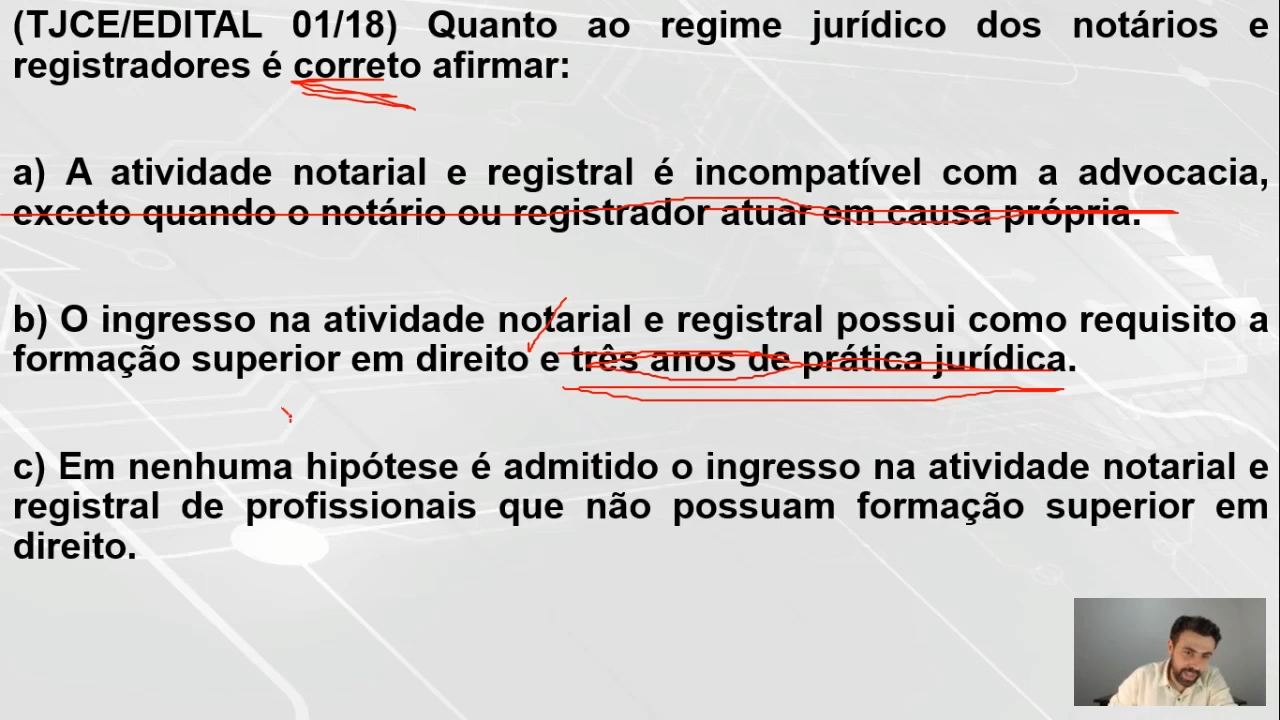 (TJCE/EDITAL 01/18) Quanto ao regime jurídico dos notários e
registradores é correto afirmar:
a) A atividade notarial e registral é incompatível com a advocacia,
exceto quando o notário ou registrador atuar em causa própria.
b) O ingresso na atividade notarial e registral possui como requisito a
formação superior em direito e três anos de prática jurídica.
c) Em nenhuma hipótese é admitido o ingresso na atividade notarial e
registral de profissionais que não possuam formação superior em
direito.